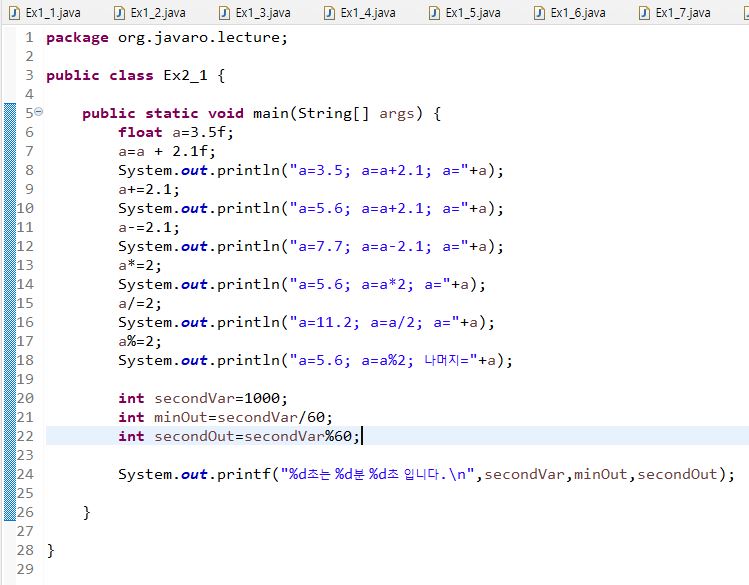 Ex1_1.java Ex1_2.java Ex1_3.java Ex1_4.java Ex1_5.java Ex1_6.java Ex1_7.java
1 package org.javaro.lecture;
2
3 public class Ex2_1 {
4
5 public static void main(String[] args) {
6 float a=3.5f;
7 a=a + 2.1f;
8 System.out.println("a=3.5; a=a+2.1; a="+a);
9 a+=2.1;
10 System.out.println("a=5.6; a=a+2.1; a="+a);
11 a-=2.1;
12 System.out.println("a=7.7; a=a-2.1; a="+a);
13 a*=2;
14 System.out.println("a=5.6; a=a*2; a="+a);
15 a/=2;
16 System.out.println("a=11.2; a=a/2; a="+a);
17 a%=2;
18 System.out.println("a=5.6; a=a%2; 나머지="+a);
19
20 int secondVar=1000;
21 int minOut=secondVar/60;
22 int secondOut=secondVar%60;
23
24 System.out.printf("%d초는 %d분 %d초 입니다.\n",secondVar,minOut,secondOut);
25
26 }
27
28 }
29